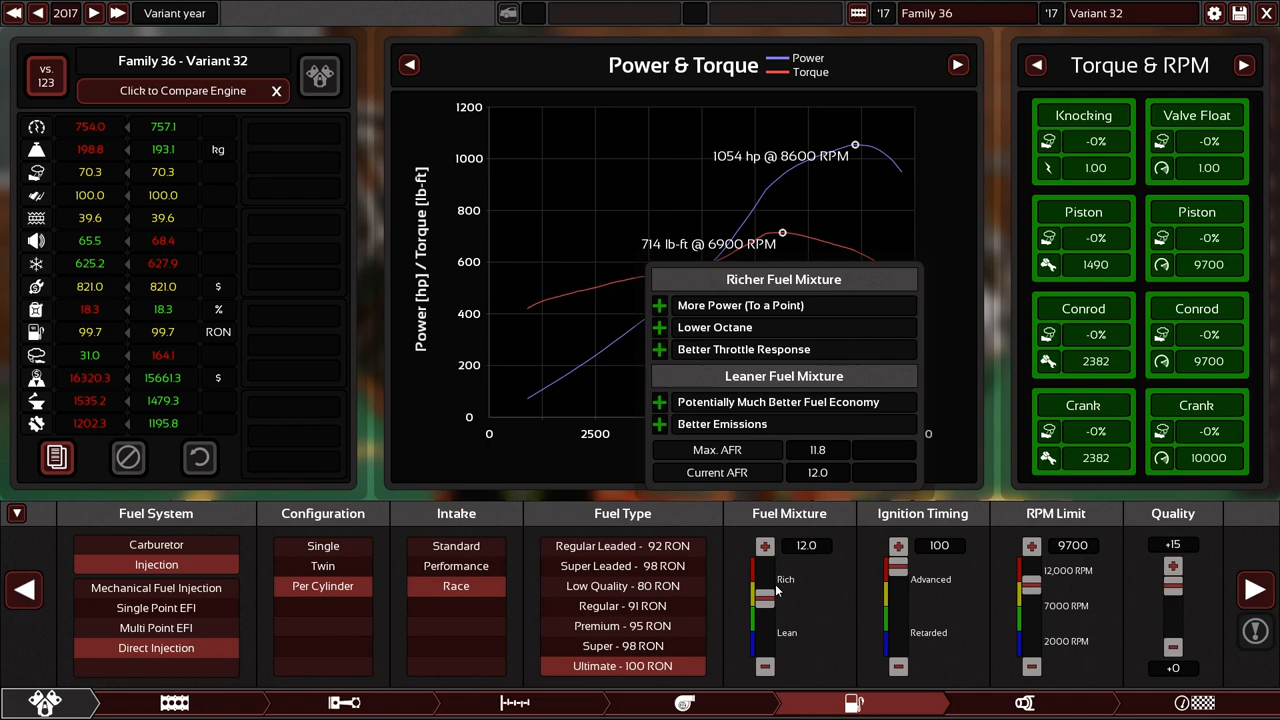 2017
Variant year
'17
Family 36
'17
Variant 32
vs.
123
Family 36 - Variant 32
Click to Compare Engine
X
754.0 757.1
198.8 193.1 kg
70.3 70.3
100.0 100.0
39.6 39.6
65.5 68.4
625.2 627.9
821.0 821.0 $
18.3 18.3 %
99.7 99.7 RON
31.0 164.1
16320.3 15661.3 $
1535.2 1479.3
1202.3 1195.8
Power & Torque
Power
Torque
Power [hp] / Torque [lb-ft]
1200
1000
800
600
400
200
0
0
2500
0
1054 hp @ 8600 RPM
714 lb-ft @ 6900 RPM
Richer Fuel Mixture
More Power (To a Point)
Lower Octane
Better Throttle Response
Leaner Fuel Mixture
Potentially Much Better Fuel Economy
Better Emissions
Max. AFR 11.8
Current AFR 12.0
Torque & RPM
Knocking
-0%
1.00
Valve Float
-0%
1.00
Piston
-0%
1490
Piston
-0%
9700
Conrod
-0%
2382
Conrod
-0%
9700
Crank
-0%
2382
Crank
-0%
10000
Fuel System
Carburetor
Injection
Mechanical Fuel Injection
Single Point EFI
Multi Point EFI
Direct Injection
Configuration
Single
Twin
Per Cylinder
Intake
Standard
Performance
Race
Fuel Type
Regular Leaded - 92 RON
Super Leaded - 98 RON
Low Quality - 80 RON
Regular - 91 RON
Premium - 95 RON
Super - 98 RON
Ultimate - 100 RON
Fuel Mixture
12.0
Rich
Lean
Ignition Timing
100
Advanced
Retarded
RPM Limit
9700
12,000 RPM
7000 RPM
2000 RPM
Quality
+15
+0